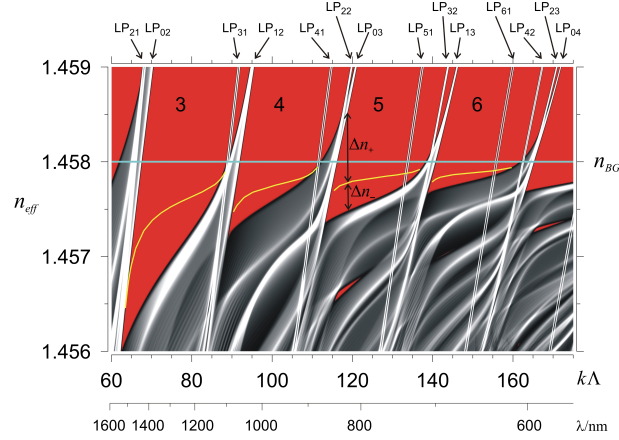 LP22 LP32 LP61 LP23
LP21 LP02 LP31 LP12 LP41 LP03 LP51 LP13 LP42 LP04
1.459
3 4 5 6
Δn+
1.458 nBG
Δn−
neff
1.457
1.456
60 80 100 120 140 160 kΛ
1600 1400 1200 1000 800 600 λ/nm